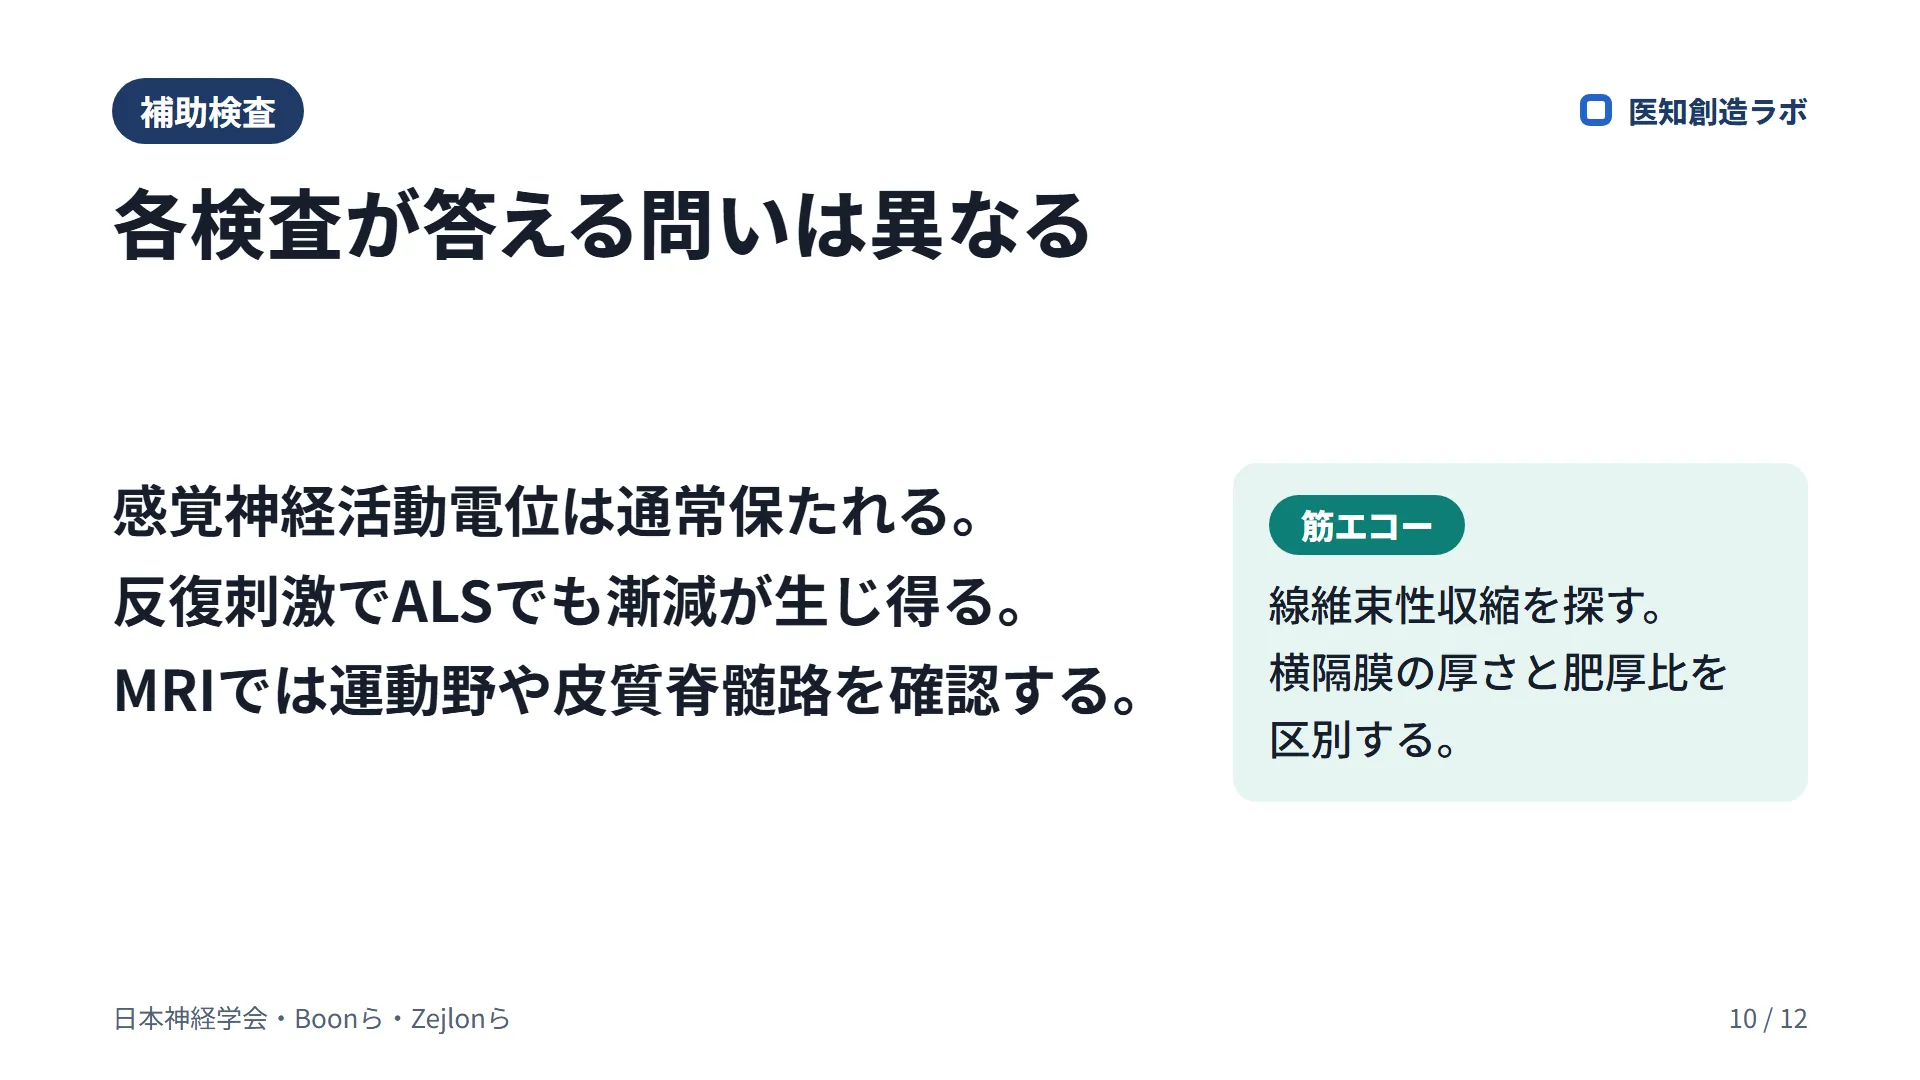 補助検査
医知創造ラボ
各検査が答える問いは異なる
感覚神経活動電位は通常保たれる。
反復刺激でALSでも漸減が生じ得る。
MRIでは運動野や皮質脊髄路を確認する。
筋エコー
線維束性収縮を探す。
横隔膜の厚さと肥厚比を
区別する。
日本神経学会・Boonら・Zejlonら
10 / 12